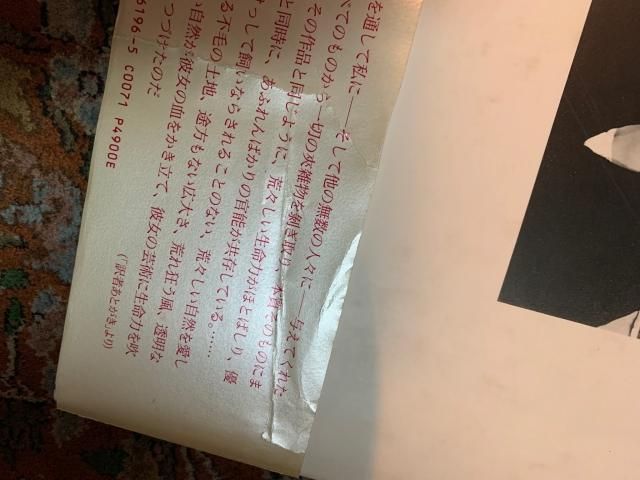 を通して私に――そして他の無数の人々に――与えてくれた
べてのものから一切の夾雑物を剝ぎ取り、本質そのものにま
その作品と同じように、荒々しい生命力がほとばしり、優
と同時に、あふれんばかりの官能が共存している。……
っして飼いならされることのない、荒々しい自然を愛し
る不毛の土地、途方もない広大さ、荒れ狂う風、透明な
い自然が彼女の血をかき立て、彼女の芸術に生命力を吹
つづけたのだ
(「訳者あとがき」より)
5196-5 C0071 P4900E